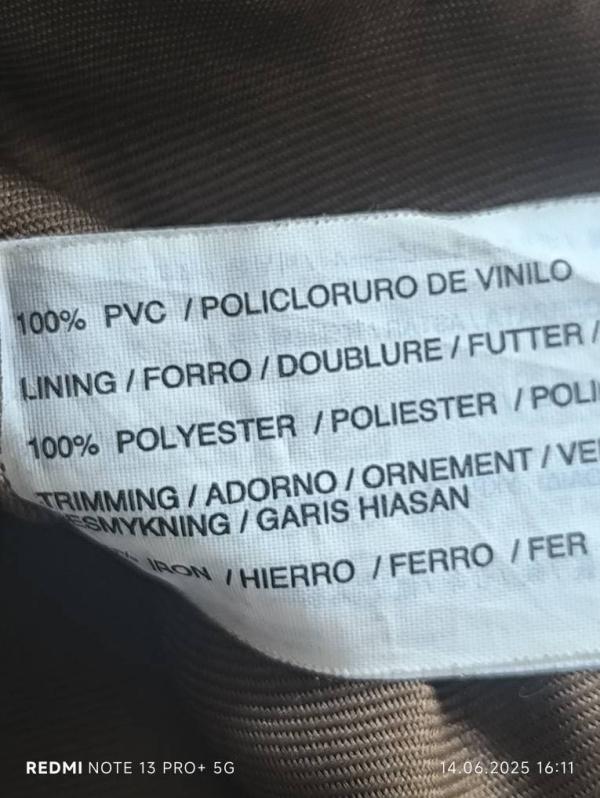 100% PVC / POLICLORURO DE VINILO
LINING / FORRO / DOUBLURE / FUTTER /
100% POLYESTER / POLIESTER / POLI
TRIMMING / ADORNO / ORNEMENT / VE
ESMYKNING / GARIS HIASAN
% IRON / HIERRO / FERRO / FER
REDMI NOTE 13 PRO+ 5G
14.06.2025 16:11